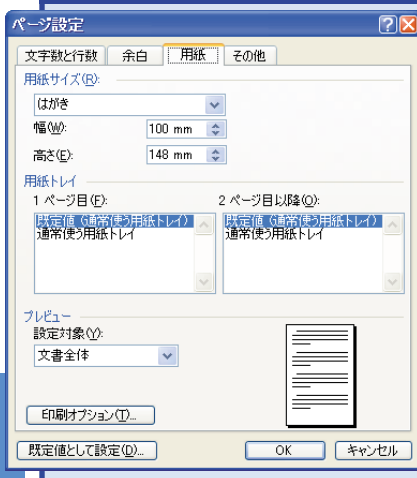 ページ設定
文字数と行数 余白 用紙 その他
用紙サイズ(R):
はがき
幅(W): 100 mm
高さ(E): 148 mm
用紙トレイ
1 ページ目(F): 2 ページ目以降(O):
既定値 (通常使う用紙トレイ) 既定値 (通常使う用紙トレイ)
通常使う用紙トレイ 通常使う用紙トレイ
プレビュー
設定対象(Y):
文書全体
印刷オプション(T)...
既定値として設定(D)... OK キャンセル